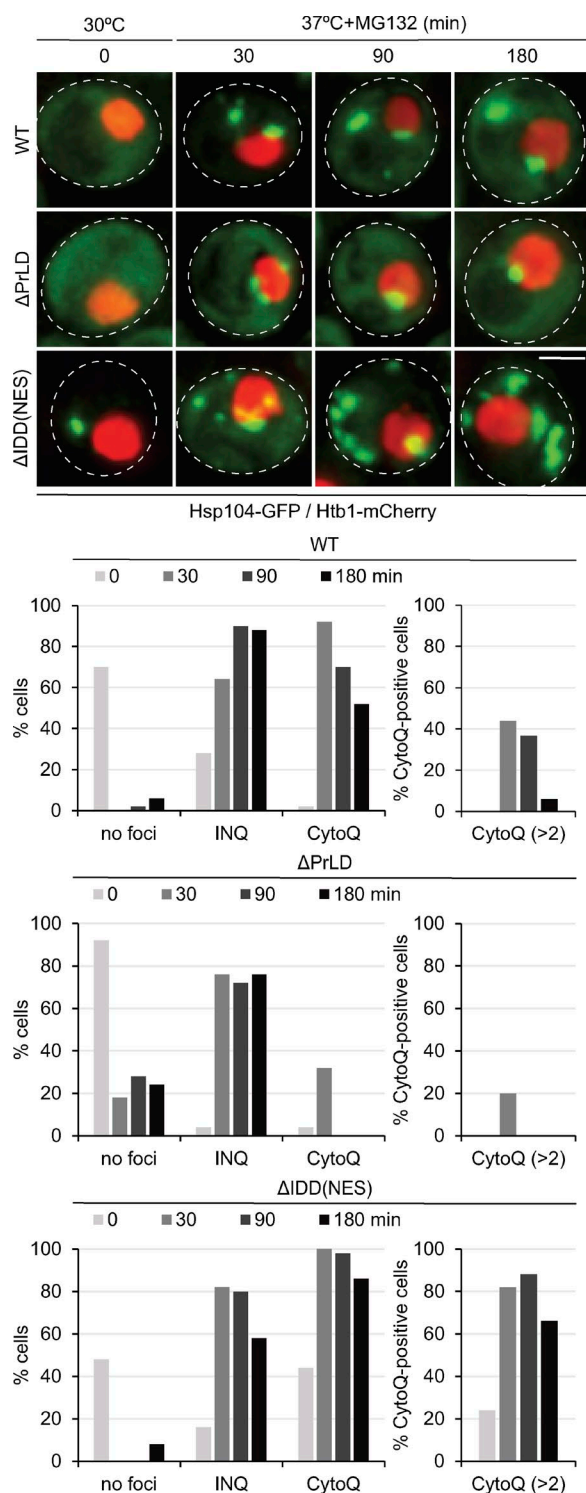 30ºC 37ºC+MG132 (min)
0 30 90 180
WT
ΔPrLD
ΔIDD(NES)
Hsp104-GFP / Htb1-mCherry
WT
0 30 90 180 min
% cells
100
80
60
40
20
0
no foci INQ CytoQ
% CytoQ-positive cells
100
80
60
40
20
0
CytoQ (>2)
ΔPrLD
0 30 90 180 min
% cells
100
80
60
40
20
0
no foci INQ CytoQ
% CytoQ-positive cells
100
80
60
40
20
0
CytoQ (>2)
ΔIDD(NES)
0 30 90 180 min
% cells
100
80
60
40
20
0
no foci INQ CytoQ
% CytoQ-positive cells
100
80
60
40
20
0
CytoQ (>2)